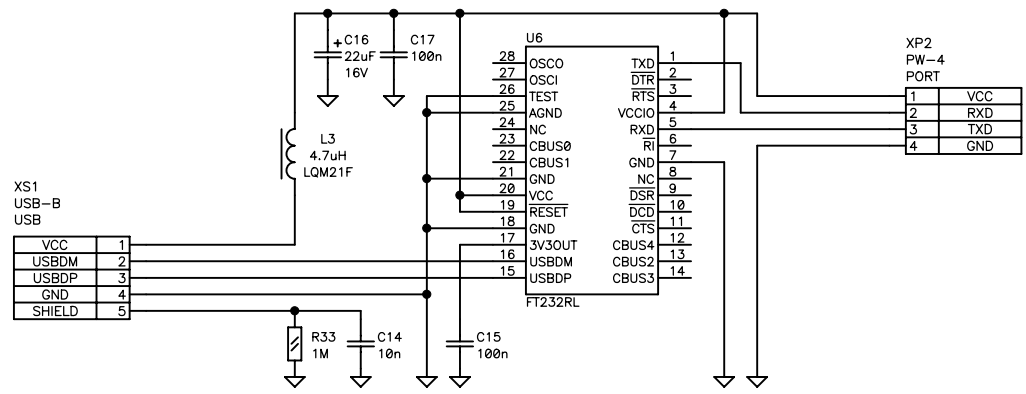 C16
+
22uF
16V
C17
100n
U6
28 OSCO
27 OSCI
26 TEST
25 AGND
24 NC
23 CBUS0
22 CBUS1
21 GND
20 VCC
19 RESET
18 GND
17 3V3OUT
16 USBDM
15 USBDP
TXD 1
DTR 2
RTS 3
VCCIO 4
RXD 5
RI 6
GND 7
NC 8
DSR 9
DCD 10
CTS 11
CBUS4 12
CBUS2 13
CBUS3 14
FT232RL
XP2
PW-4
PORT
1 VCC
2 RXD
3 TXD
4 GND
L3
4.7uH
LQM21F
XS1
USB-B
USB
VCC 1
USBDM 2
USBDP 3
GND 4
SHIELD 5
R33
1M
C14
10n
C15
100n